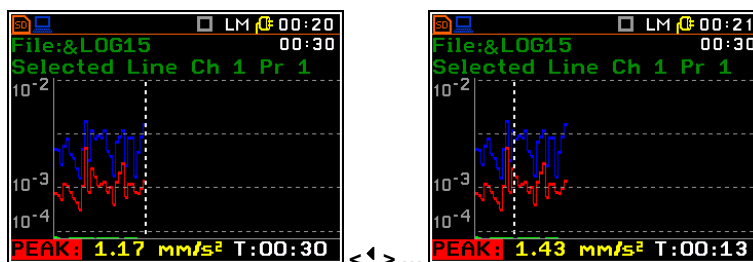 SD LM 00:20
File:&LOG15 00:30
Selected Line Ch 1 Pr 1
10-2
10-3
10-4
PEAK: 1.17 mm/s² T:00:30
< > ...
SD LM 00:21
File:&LOG15 00:30
Selected Line Ch 1 Pr 1
10-2
10-3
10-4
PEAK: 1.43 mm/s² T:00:13